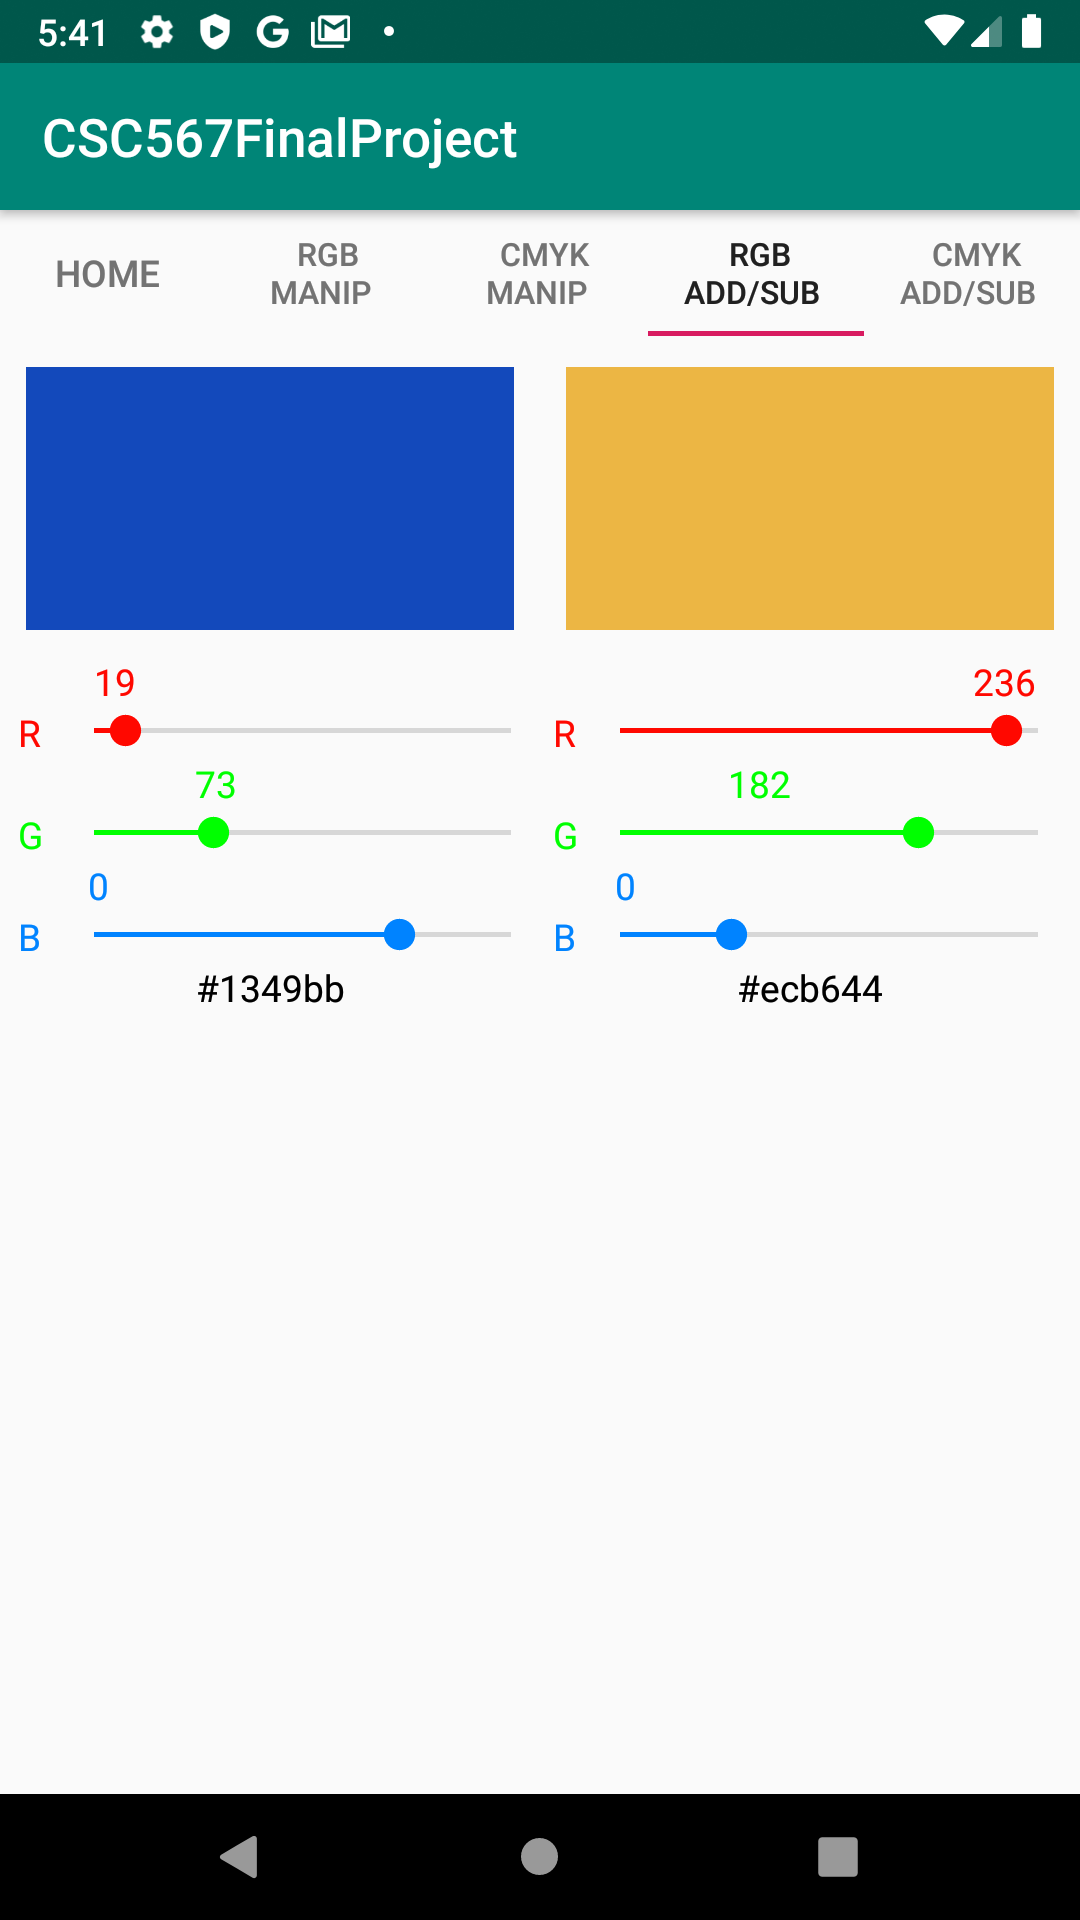 5:41
CSC567FinalProject
HOME
RGB
MANIP
CMYK
MANIP
RGB
ADD/SUB
CMYK
ADD/SUB
19
R
73
G
0
B
#1349bb
236
R
182
G
0
B
#ecb644